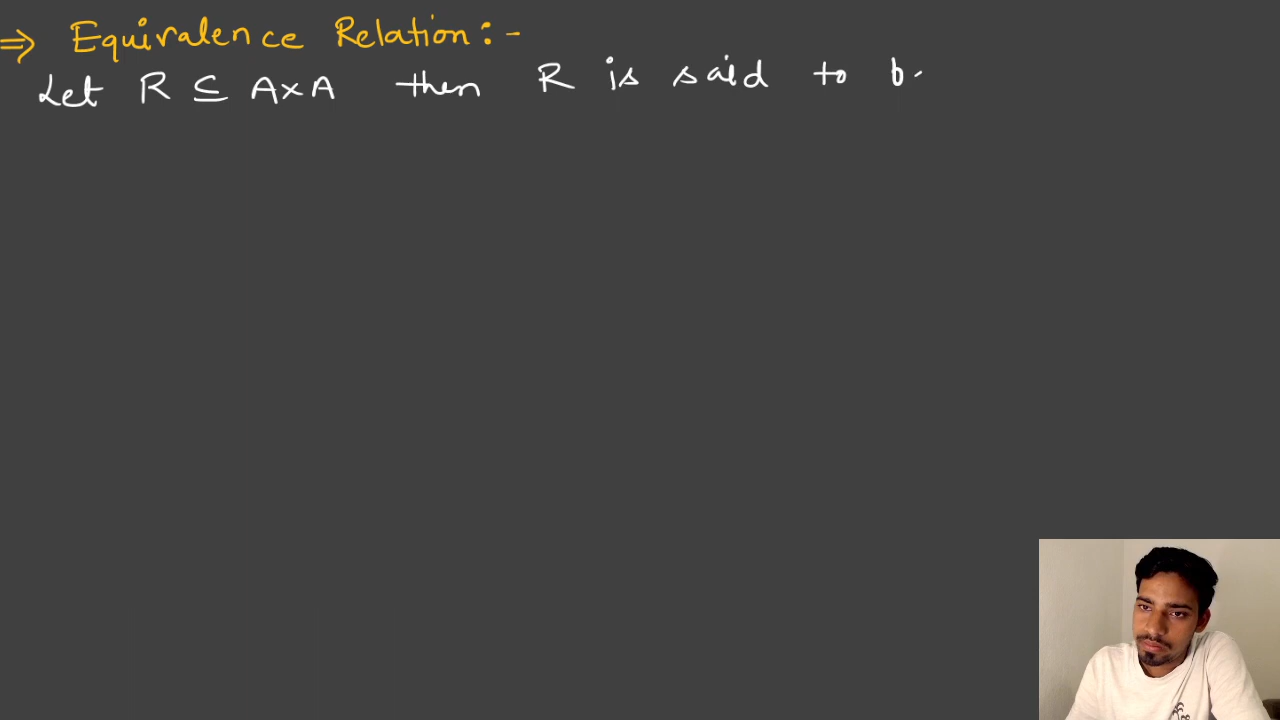 ⇒ Equivalence Relation:-
Let R ⊆ A×A then R is said to b